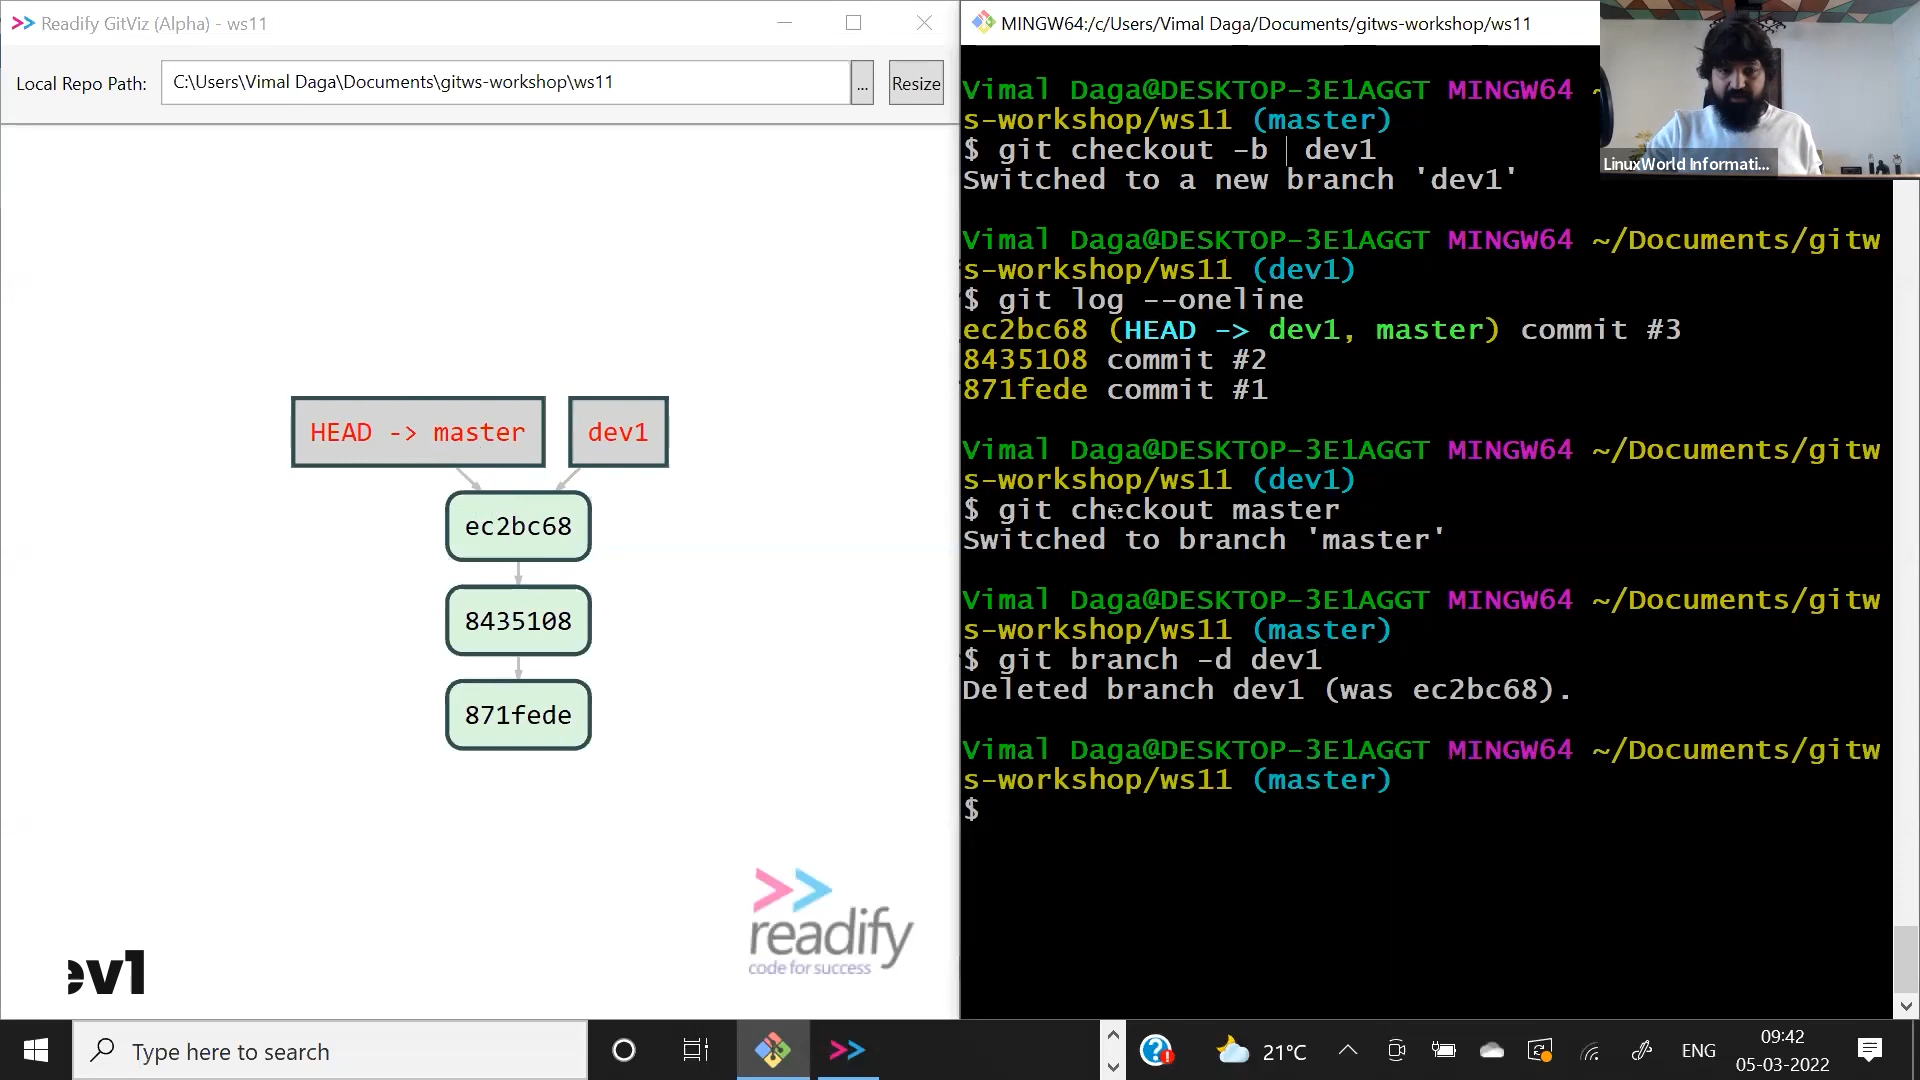 Readify GitViz (Alpha) - ws11
Local Repo Path:
C:\Users\Vimal Daga\Documents\gitws-workshop\ws11
...
Resize
HEAD -> master
dev1
ec2bc68
8435108
871fede
readify
code for success
ev1
MINGW64:/c/Users/Vimal Daga/Documents/gitws-workshop/ws11
Vimal Daga@DESKTOP-3E1AGGT MINGW64 ~
s-workshop/ws11 (master)
$ git checkout -b dev1
Switched to a new branch 'dev1'
Vimal Daga@DESKTOP-3E1AGGT MINGW64 ~/Documents/gitw
s-workshop/ws11 (dev1)
$ git log --oneline
ec2bc68 (HEAD -> dev1, master) commit #3
8435108 commit #2
871fede commit #1
Vimal Daga@DESKTOP-3E1AGGT MINGW64 ~/Documents/gitw
s-workshop/ws11 (dev1)
$ git checkout master
Switched to branch 'master'
Vimal Daga@DESKTOP-3E1AGGT MINGW64 ~/Documents/gitw
s-workshop/ws11 (master)
$ git branch -d dev1
Deleted branch dev1 (was ec2bc68).
Vimal Daga@DESKTOP-3E1AGGT MINGW64 ~/Documents/gitw
s-workshop/ws11 (master)
$
LinuxWorld Informati...
Type here to search
21°C
ENG
09:42
05-03-2022